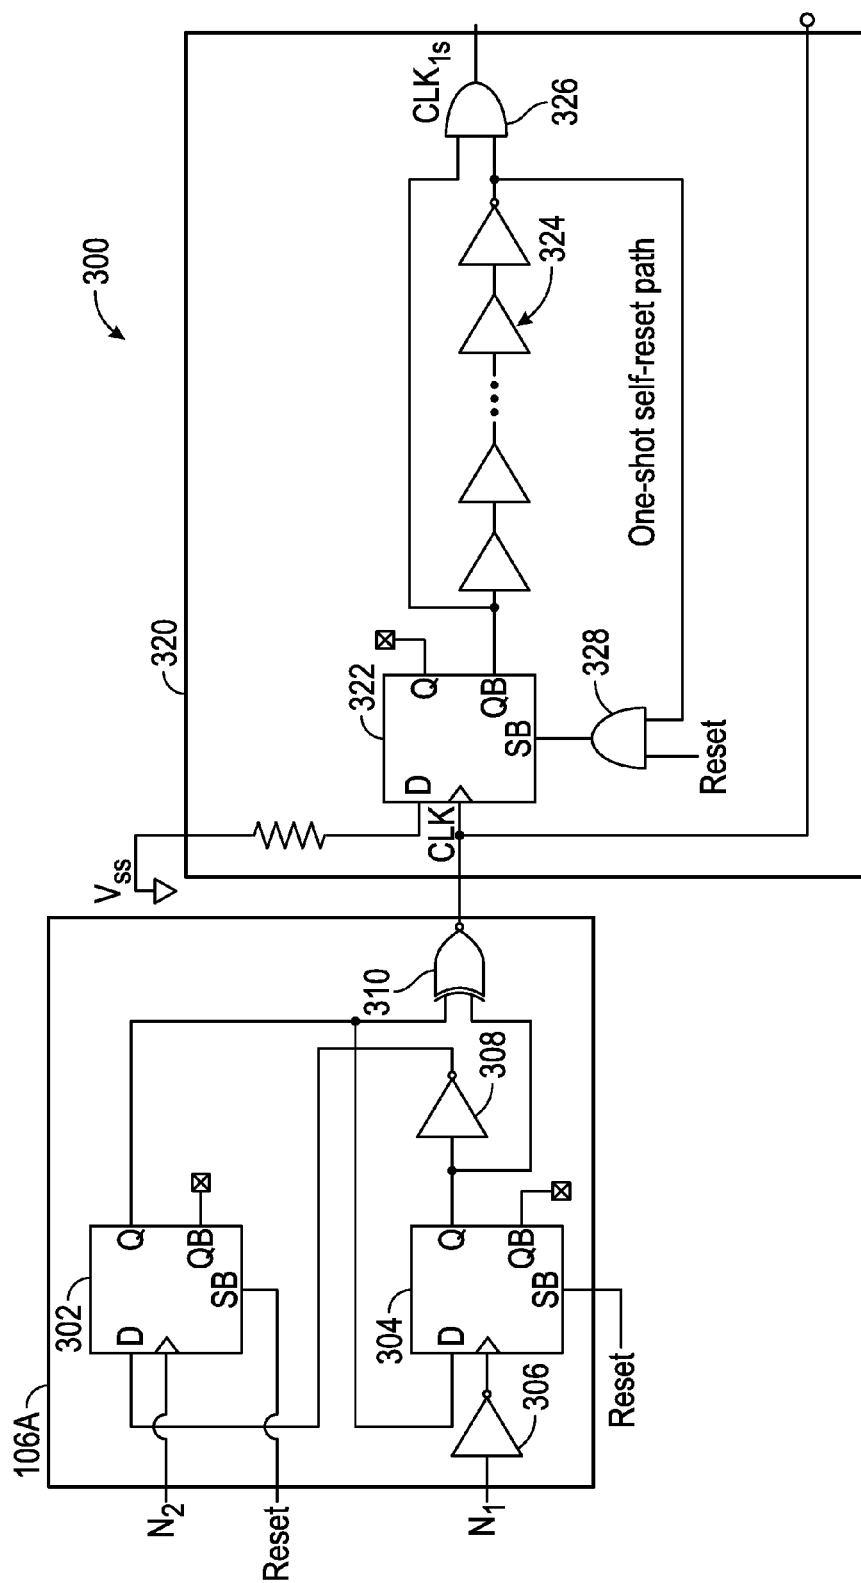 300
106A
302
D
Q
QB
SB
N2
Reset
304
D
Q
QB
SB
306
N1
Reset
308
310
Vss
320
322
D
CLK
Q
QB
SB
328
Reset
324
One-shot self-reset path
CLK1s
326